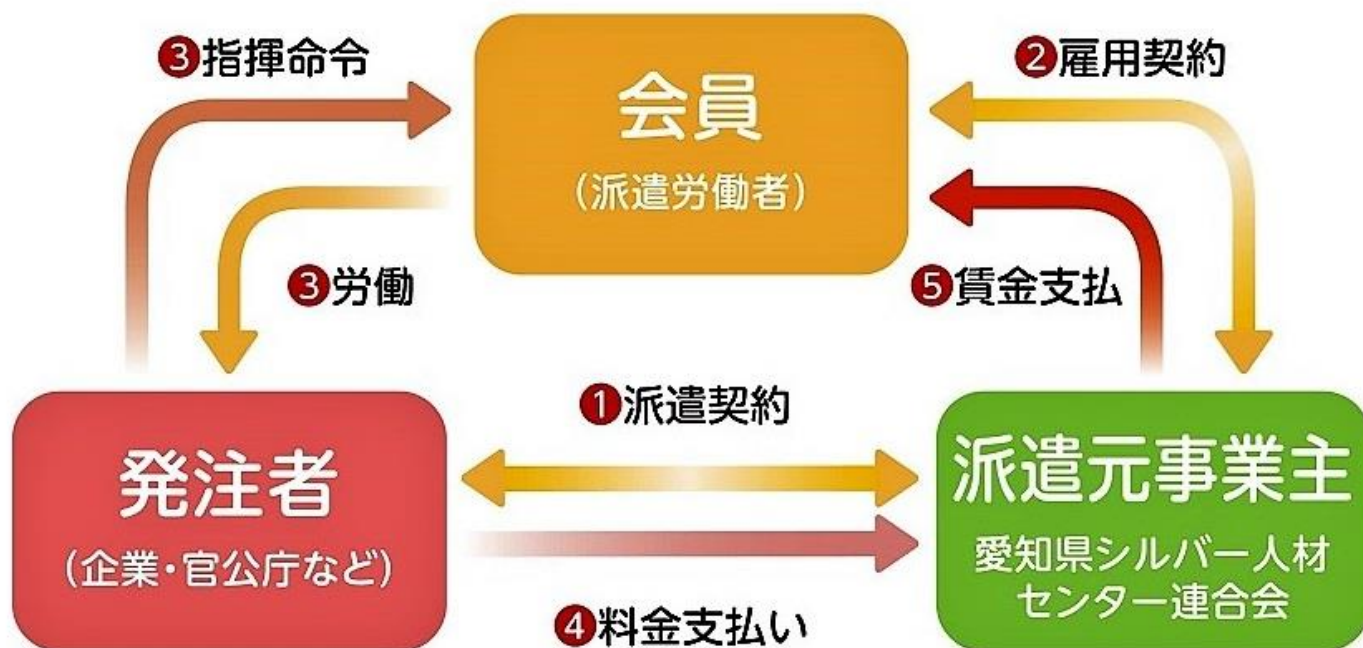 ❸指揮命令
❷雇用契約
会員
（派遣労働者）
❸労働
❺賃金支払
❶派遣契約
発注者
（企業・官公庁など）
派遣元事業主
愛知県シルバー人材
センター連合会
❹料金支払い